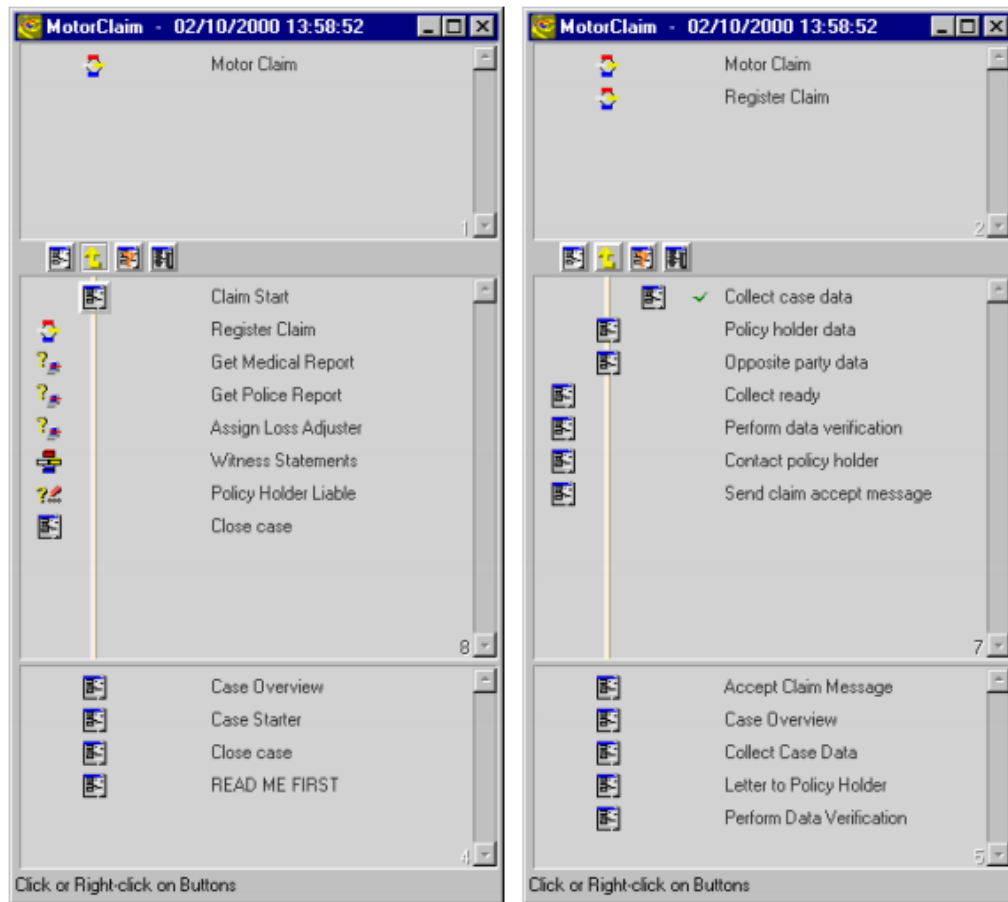 MotorClaim - 02/10/2000 13:58:52
Motor Claim
1
Claim Start
Register Claim
Get Medical Report
Get Police Report
Assign Loss Adjuster
Witness Statements
Policy Holder Liable
Close case
8
Case Overview
Case Starter
Close case
READ ME FIRST
4
Click or Right-click on Buttons
MotorClaim - 02/10/2000 13:58:52
Motor Claim
Register Claim
2
Collect case data
Policy holder data
Opposite party data
Collect ready
Perform data verification
Contact policy holder
Send claim accept message
7
Accept Claim Message
Case Overview
Collect Case Data
Letter to Policy Holder
Perform Data Verification
5
Click or Right-click on Buttons